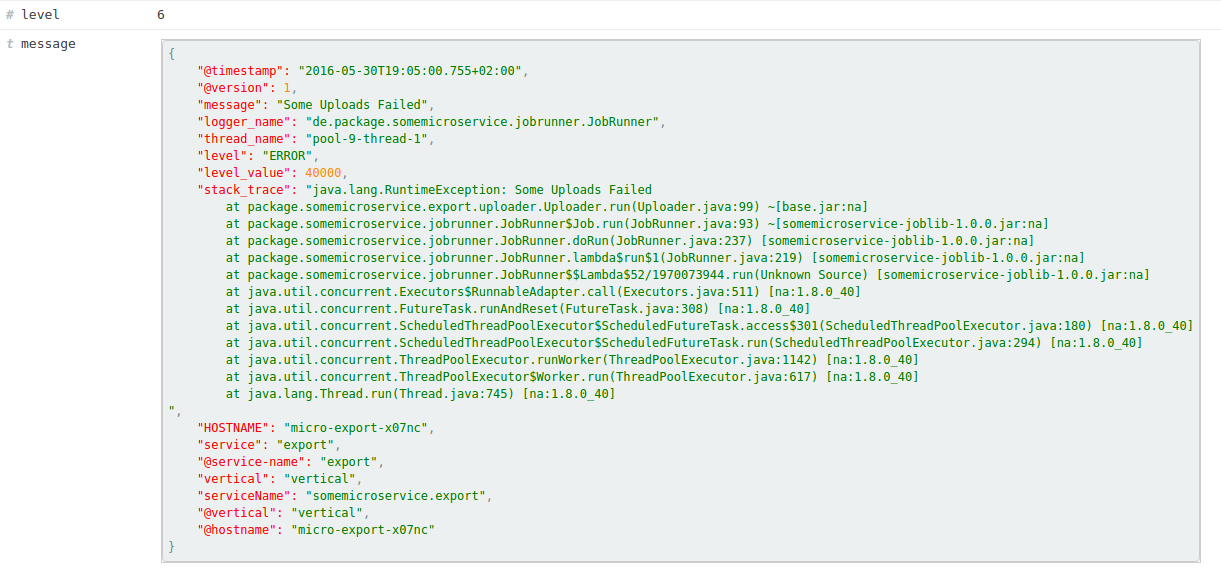 # level 6
t message
{
    "@timestamp": "2016-05-30T19:05:00.755+02:00",
    "@version": 1,
    "message": "Some Uploads Failed",
    "logger_name": "de.package.somemicroservice.jobrunner.JobRunner",
    "thread_name": "pool-9-thread-1",
    "level": "ERROR",
    "level_value": 40000,
    "stack_trace": "java.lang.RuntimeException: Some Uploads Failed
        at package.somemicroservice.export.uploader.Uploader.run(Uploader.java:99) ~[base.jar:na]
        at package.somemicroservice.jobrunner.JobRunner$Job.run(JobRunner.java:93) ~[somemicroservice-joblib-1.0.0.jar:na]
        at package.somemicroservice.jobrunner.JobRunner.doRun(JobRunner.java:237) [somemicroservice-joblib-1.0.0.jar:na]
        at package.somemicroservice.jobrunner.JobRunner.lambda$run$1(JobRunner.java:219) [somemicroservice-joblib-1.0.0.jar:na]
        at package.somemicroservice.jobrunner.JobRunner$$Lambda$52/1970073944.run(Unknown Source) [somemicroservice-joblib-1.0.0.jar:na]
        at java.util.concurrent.Executors$RunnableAdapter.call(Executors.java:511) [na:1.8.0_40]
        at java.util.concurrent.FutureTask.runAndReset(FutureTask.java:308) [na:1.8.0_40]
        at java.util.concurrent.ScheduledThreadPoolExecutor$ScheduledFutureTask.access$301(ScheduledThreadPoolExecutor.java:180) [na:1.8.0_40]
        at java.util.concurrent.ScheduledThreadPoolExecutor$ScheduledFutureTask.run(ScheduledThreadPoolExecutor.java:294) [na:1.8.0_40]
        at java.util.concurrent.ThreadPoolExecutor.runWorker(ThreadPoolExecutor.java:1142) [na:1.8.0_40]
        at java.util.concurrent.ThreadPoolExecutor$Worker.run(ThreadPoolExecutor.java:617) [na:1.8.0_40]
        at java.lang.Thread.run(Thread.java:745) [na:1.8.0_40]
",
    "HOSTNAME": "micro-export-x07nc",
    "service": "export",
    "@service-name": "export",
    "vertical": "vertical",
    "serviceName": "somemicroservice.export",
    "@vertical": "vertical",
    "@hostname": "micro-export-x07nc"
}